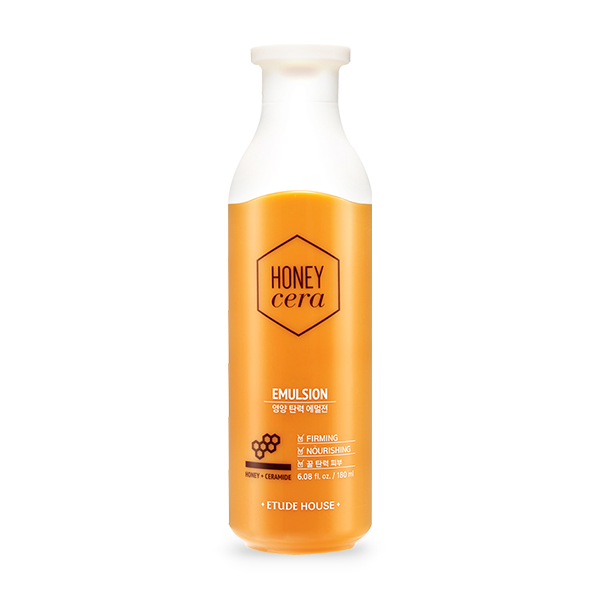 HONEY
cera
EMULSION
영양 탄력 에멀젼
FIRMING
NOURISHING
꿀 탄력 피부
HONEY + CERAMIDE
6.08 fl. oz. / 180 ml
• ETUDE HOUSE •